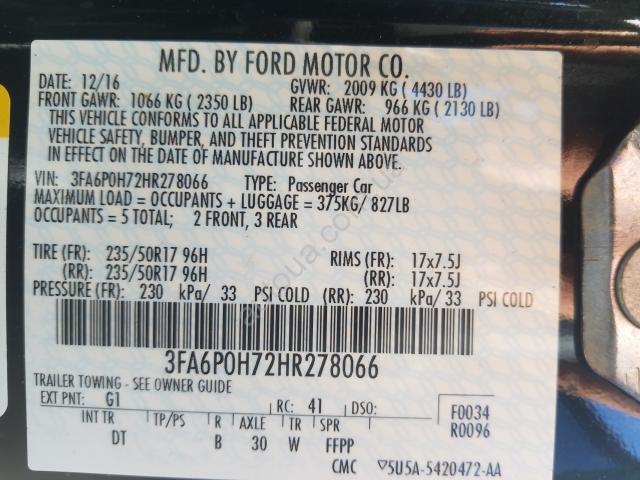 MFD. BY FORD MOTOR CO.
DATE: 12/16 GVWR: 2009 KG ( 4430 LB)
FRONT GAWR: 1066 KG ( 2350 LB) REAR GAWR: 966 KG ( 2130 LB)
THIS VEHICLE CONFORMS TO ALL APPLICABLE FEDERAL MOTOR
VEHICLE SAFETY, BUMPER, AND THEFT PREVENTION STANDARDS
IN EFFECT ON THE DATE OF MANUFACTURE SHOWN ABOVE.
VIN: 3FA6P0H72HR278066 TYPE: Passenger Car
MAXIMUM LOAD = OCCUPANTS + LUGGAGE = 375KG/ 827LB
OCCUPANTS = 5 TOTAL; 2 FRONT, 3 REAR
TIRE (FR): 235/50R17 96H RIMS (FR): 17x7.5J
(RR): 235/50R17 96H (RR): 17x7.5J
PRESSURE (FR): 230 kPa/ 33 PSI COLD (RR): 230 kPa/ 33 PSI COLD
3FA6P0H72HR278066
TRAILER TOWING - SEE OWNER GUIDE
EXT PNT: G1 RC: 41 DSO: F0034
INT TR TP/PS R AXLE TR SPR R0096
DT B 30 W FFPP
CMC ▽5U5A-5420472-AA